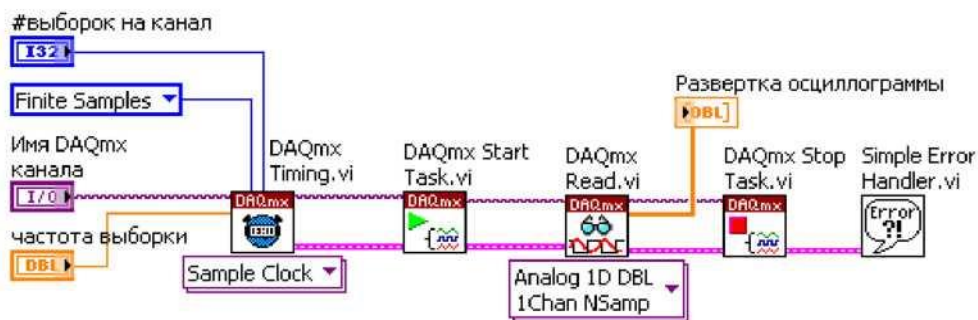 #выборок на канал
I32
Finite Samples
Имя DAQmx
канала
I/O
частота выборки
DBL
DAQmx
Timing.vi
DAQmx
Sample Clock
DAQmx Start
Task.vi
DAQmx
DAQmx
Read.vi
DAQmx
Analog 1D DBL
1Chan NSamp
Развертка осциллограммы
[DBL]
DAQmx Stop
Task.vi
DAQmx
Simple Error
Handler.vi
Error
?!